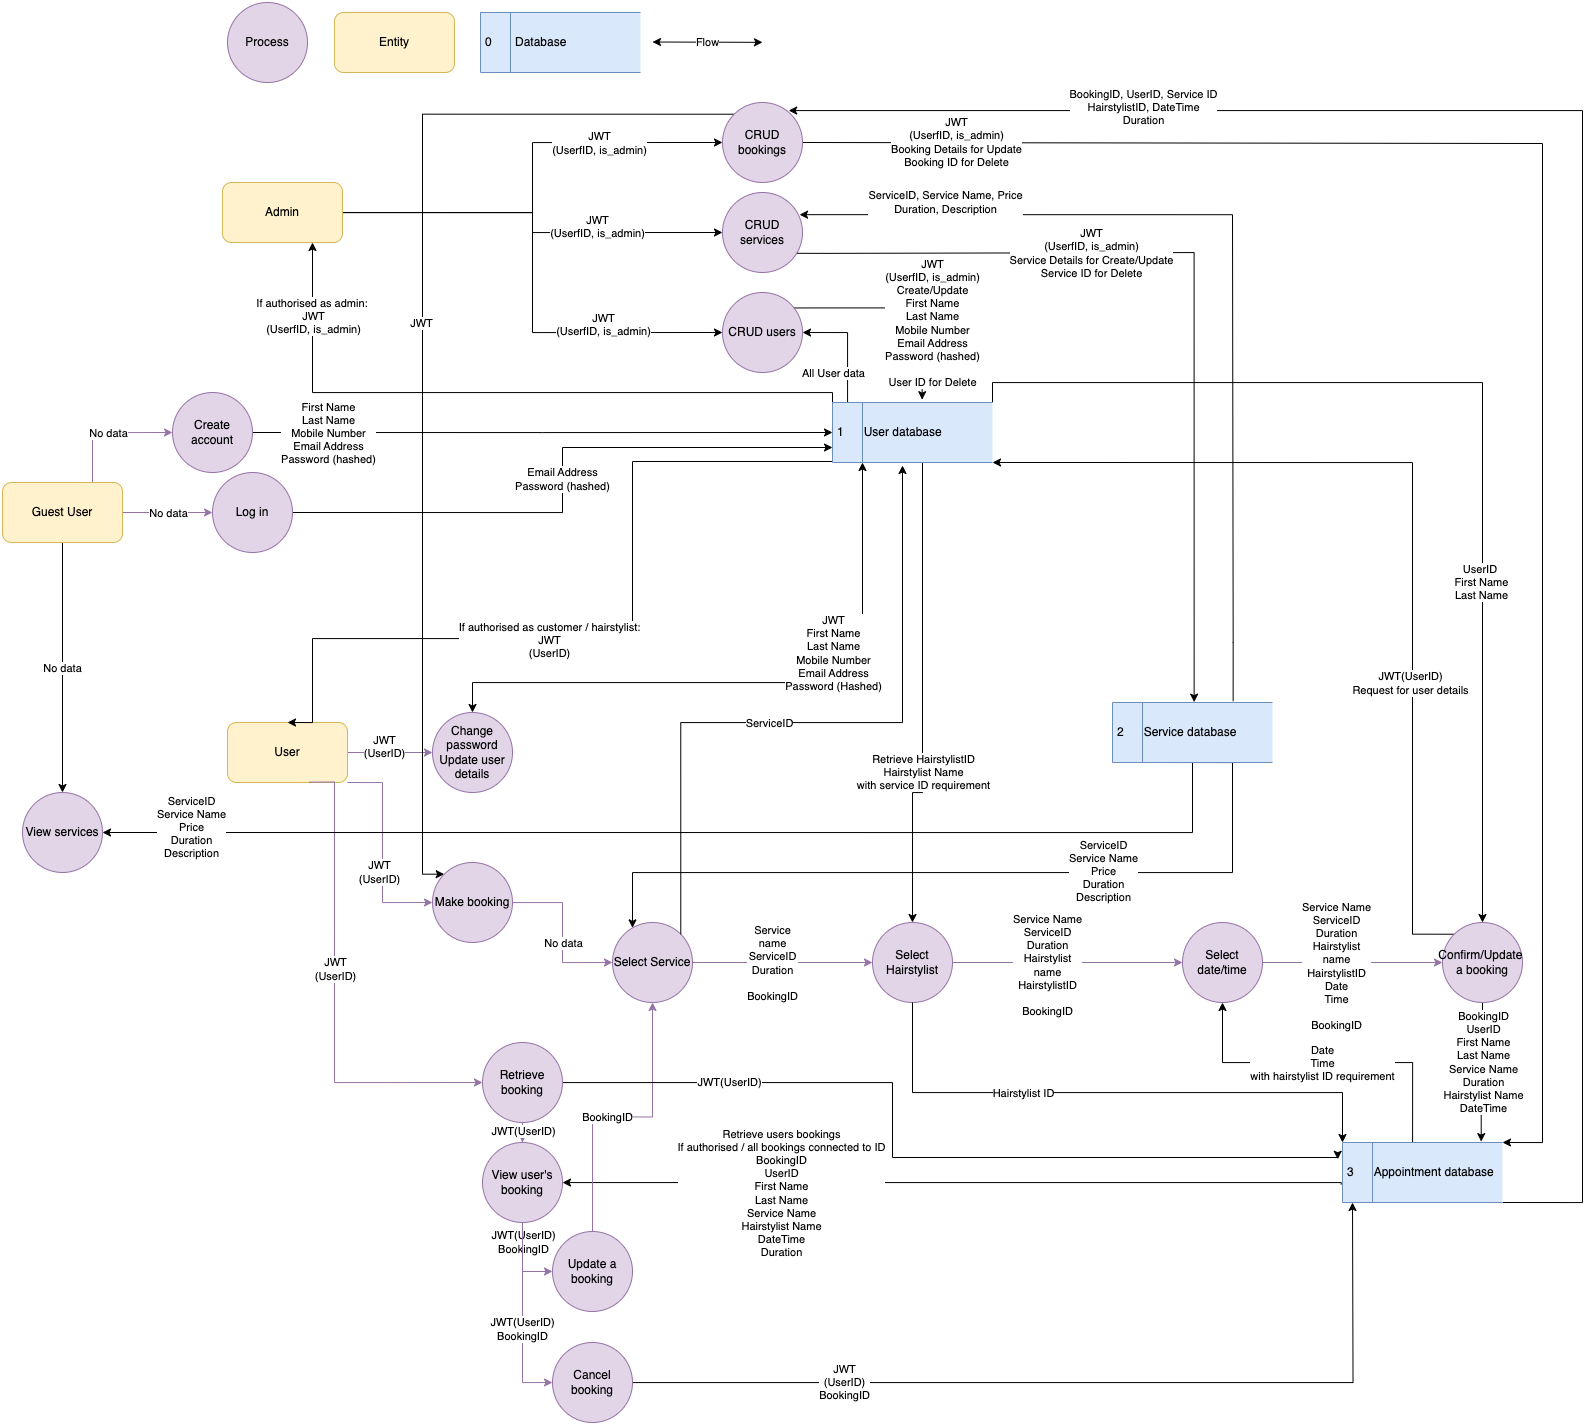 Process
Entity
0
Database
Flow
BookingID, UserID, Service ID
HairstylistID, DateTime
Duration
CRUD
bookings
JWT
(UserfID, is_admin)
JWT
(UserfID, is_admin)
Booking Details for Update
Booking ID for Delete
Admin
JWT
(UserfID, is_admin)
CRUD
services
ServiceID, Service Name, Price
Duration, Description
JWT
(UserfID, is_admin)
Service Details for Create/Update
Service ID for Delete
JWT
(UserfID, is_admin)
Create/Update
First Name
Last Name
Mobile Number
Email Address
Password (hashed)
User ID for Delete
JWT
(UserfID, is_admin)
CRUD users
If authorised as admin:
JWT
(UserfID, is_admin)
JWT
All User data
No data
Create
account
First Name
Last Name
Mobile Number
Email Address
Password (hashed)
1
User database
Guest User
No data
Log in
Email Address
Password (hashed)
UserID
First Name
Last Name
If authorised as customer / hairstylist:
JWT
(UserID)
JWT
First Name
Last Name
Mobile Number
Email Address
Password (Hashed)
No data
JWT(UserID)
Request for user details
User
JWT
(UserID)
Change
password
Update user
details
ServiceID
2
Service database
Retrieve HairstylistID
Hairstylist Name
with service ID requirement
View services
ServiceID
Service Name
Price
Duration
Description
JWT
(UserID)
ServiceID
Service Name
Price
Duration
Description
Make booking
No data
JWT
(UserID)
Select Service
Service
name
ServiceID
Duration
BookingID
Select
Hairstylist
Service Name
ServiceID
Duration
Hairstylist
name
HairstylistID
BookingID
Select
date/time
Service Name
ServiceID
Duration
Hairstylist
name
HairstylistID
Date
Time
BookingID
Confirm/Update
a booking
Date
Time
with hairstylist ID requirement
BookingID
UserID
First Name
Last Name
Service Name
Duration
Hairstylist Name
DateTime
Retrieve
booking
JWT(UserID)
Hairstylist ID
BookingID
JWT(UserID)
View user's
booking
Retrieve users bookings
If authorised / all bookings connected to ID
BookingID
UserID
First Name
Last Name
Service Name
Hairstylist Name
DateTime
Duration
3
Appointment database
JWT(UserID)
BookingID
Update a
booking
JWT(UserID)
BookingID
Cancel
booking
JWT
(UserID)
BookingID